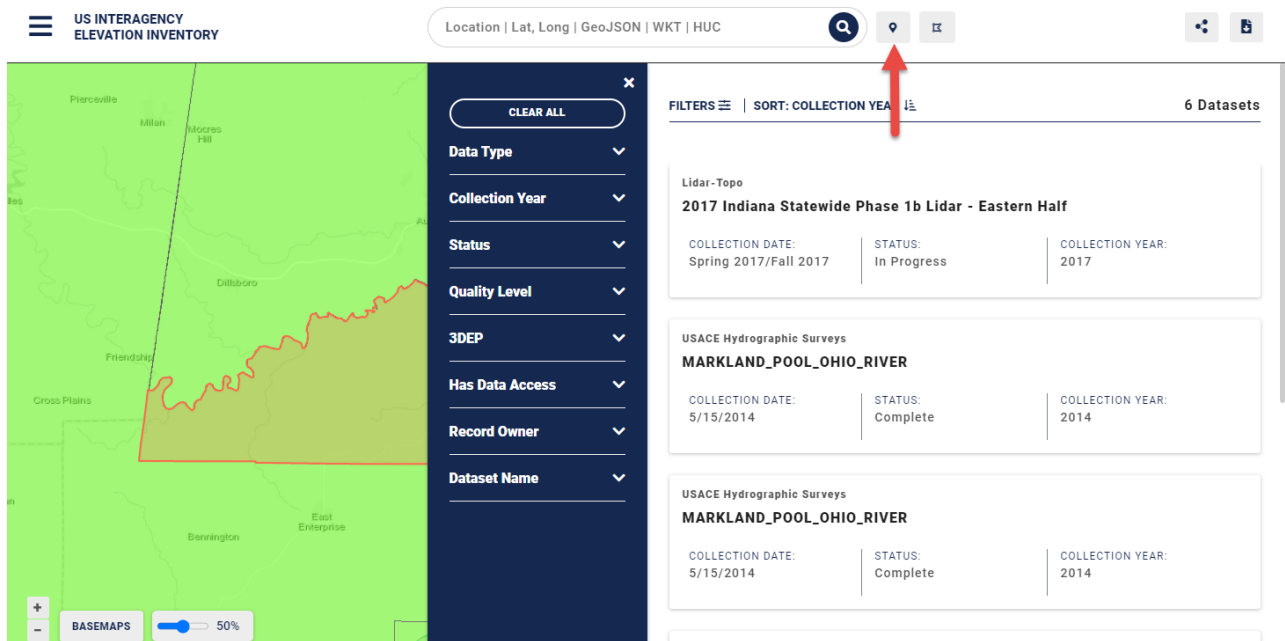 US INTERAGENCY
ELEVATION INVENTORY
Location | Lat, Long | GeoJSON | WKT | HUC
Pierceville
Milan
Moores
Hill
Dillsboro
Friendship
Cross Plains
East
Enterprise
Bennington
+
−
BASEMAPS
50%
CLEAR ALL
Data Type
Collection Year
Status
Quality Level
3DEP
Has Data Access
Record Owner
Dataset Name
FILTERS | SORT: COLLECTION YEA
6 Datasets
Lidar-Topo
2017 Indiana Statewide Phase 1b Lidar - Eastern Half
COLLECTION DATE: STATUS: COLLECTION YEAR:
Spring 2017/Fall 2017 In Progress 2017
USACE Hydrographic Surveys
MARKLAND_POOL_OHIO_RIVER
COLLECTION DATE: STATUS: COLLECTION YEAR:
5/15/2014 Complete 2014
USACE Hydrographic Surveys
MARKLAND_POOL_OHIO_RIVER
COLLECTION DATE: STATUS: COLLECTION YEAR:
5/15/2014 Complete 2014